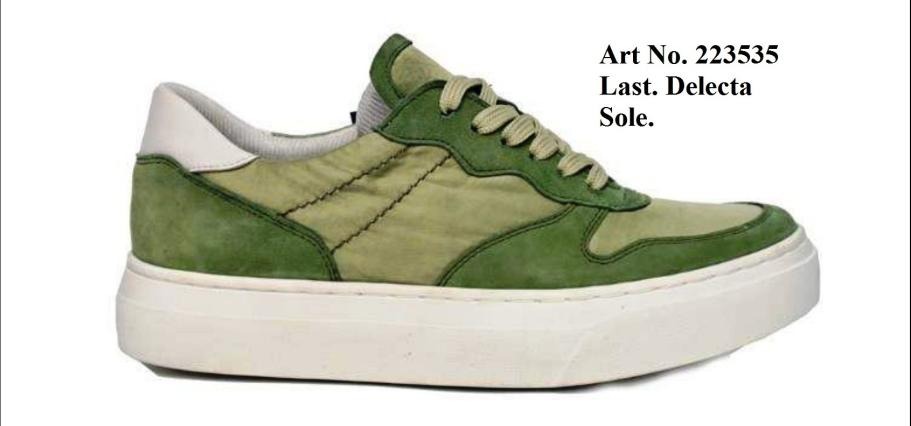 Art No. 223535
Last. Delecta
Sole.